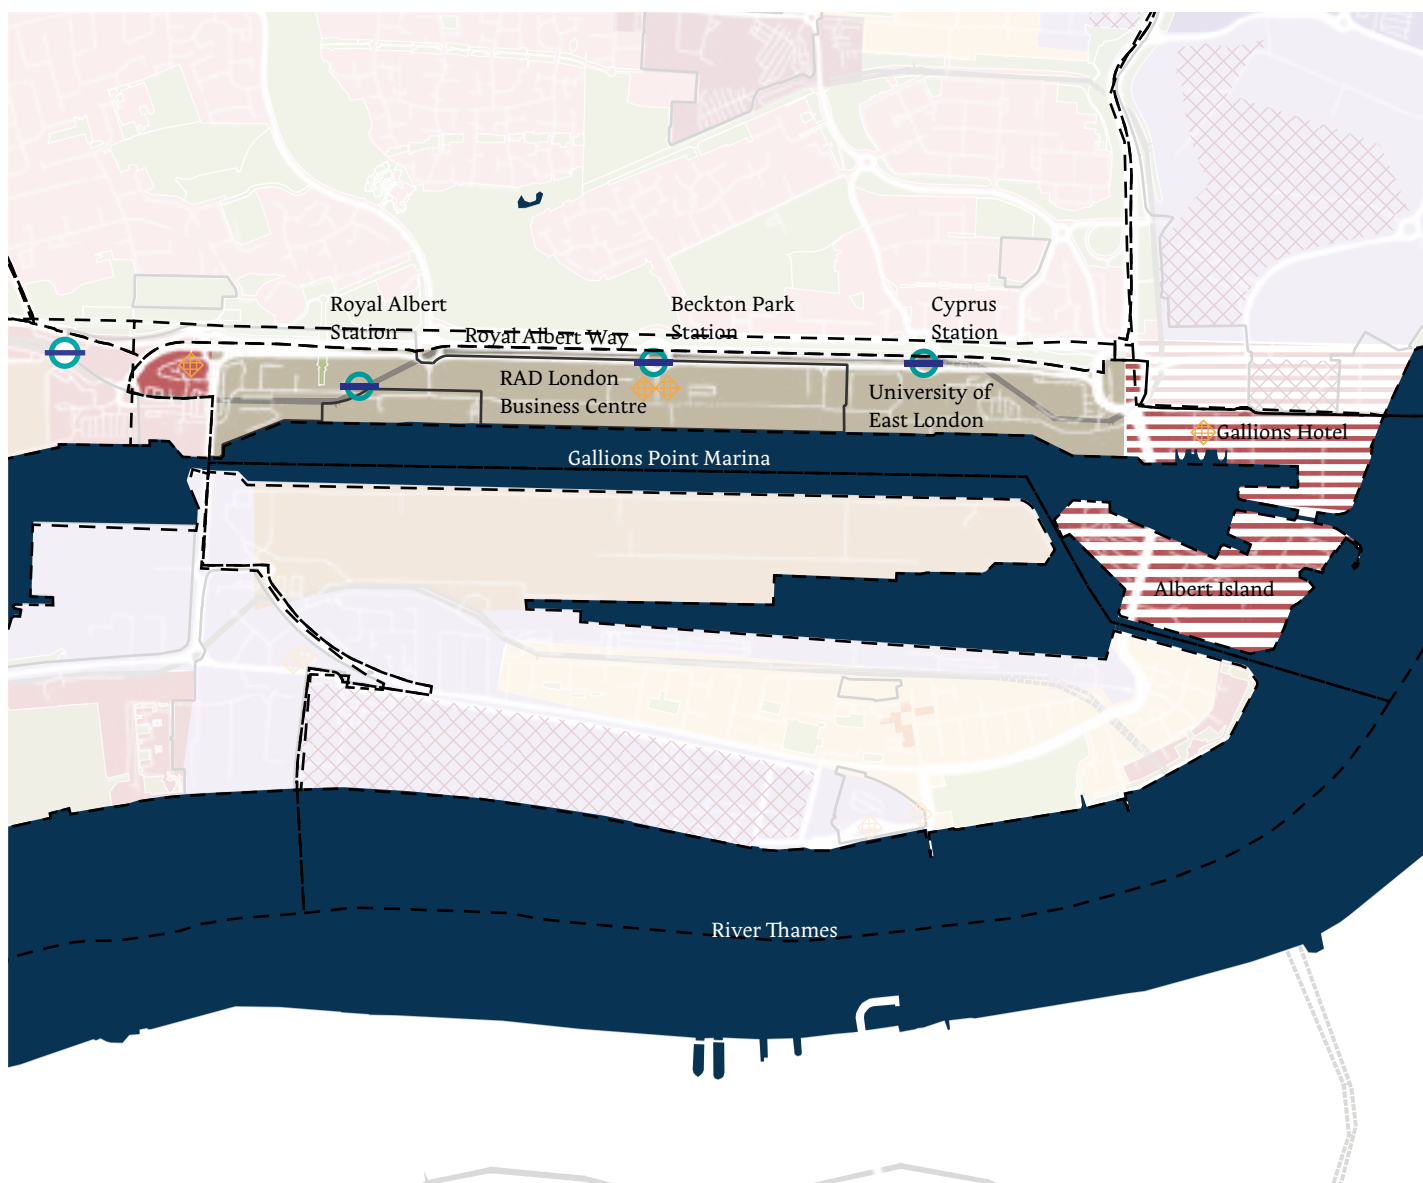 Royal Albert
Station
Royal Albert Way
Beckton Park
Station
Cyprus
Station
RAD London
Business Centre
University of
East London
Gallions Hotel
Gallions Point Marina
Albert Island
River Thames